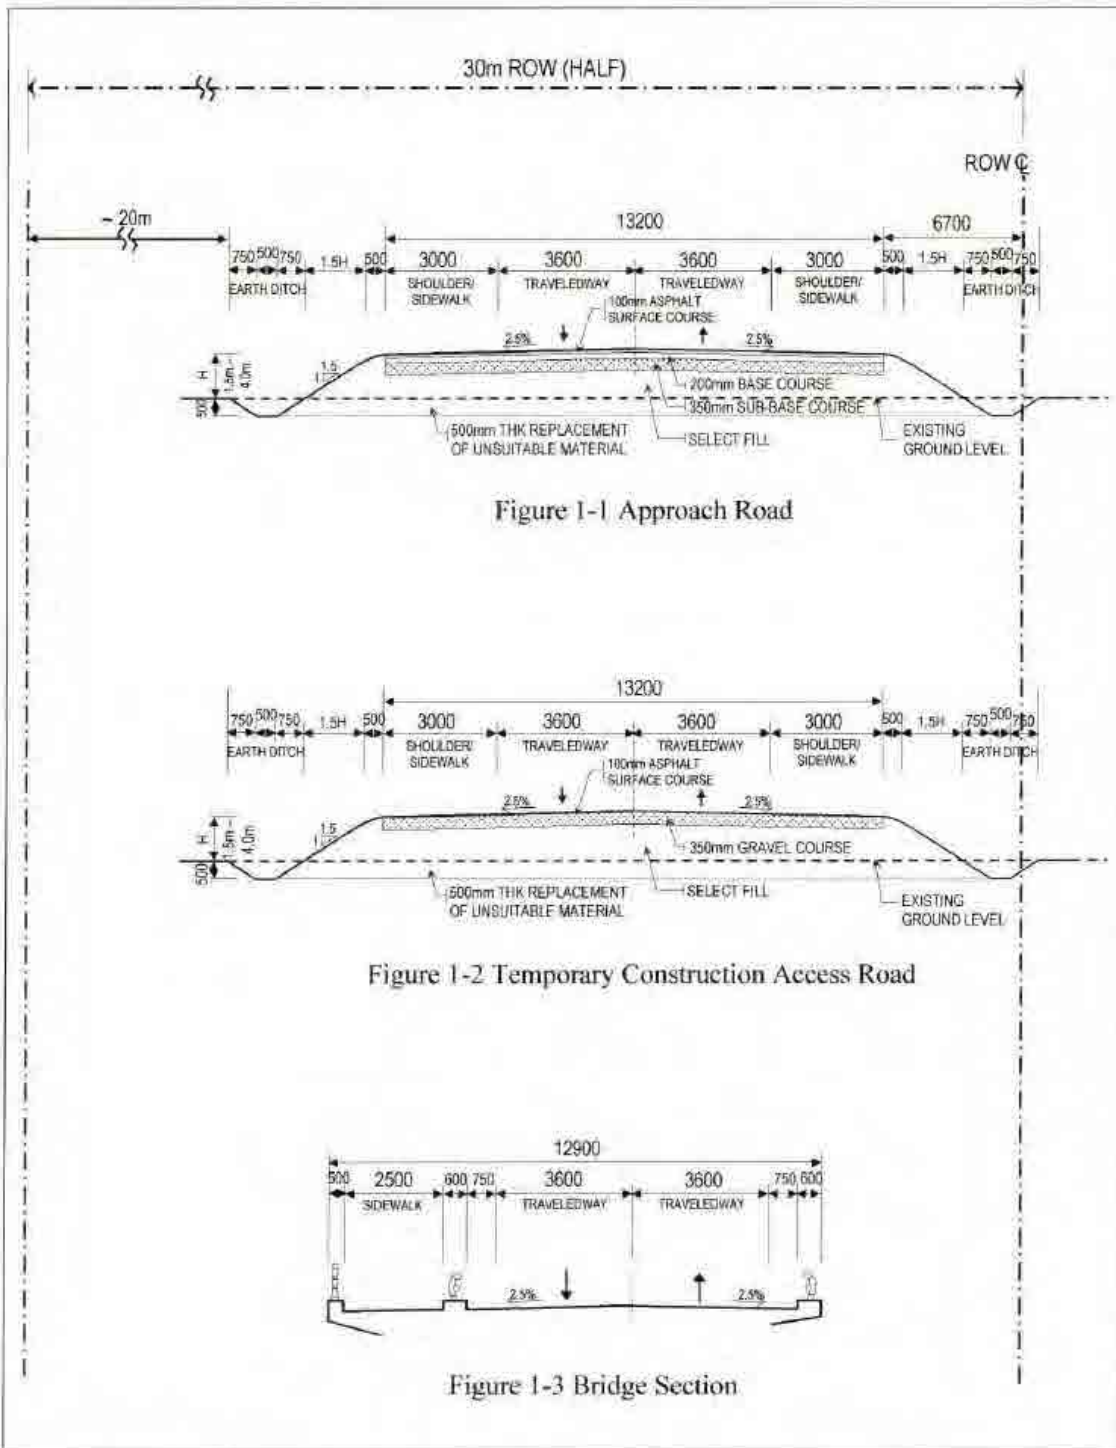 30m ROW (HALF)
ROW ℄
~ 20m
13200
6700
750 500 750 1.5H 500 3000 3600 3600 3000 500 1.5H 750 500 750
EARTH DITCH SHOULDER/ TRAVELEDWAY TRAVELEDWAY SHOULDER/ EARTH DITCH
SIDEWALK SIDEWALK
100mm ASPHALT
SURFACE COURSE
2.5% 2.5%
H
1.5m –
4.0m
1.5
1
500
200mm BASE COURSE
350mm SUB-BASE COURSE
500mm THK REPLACEMENT
OF UNSUITABLE MATERIAL
SELECT FILL
EXISTING
GROUND LEVEL
Figure 1-1 Approach Road
13200
750 500 750 1.5H 500 3000 3600 3600 3000 500 1.5H 750 500 750
EARTH DITCH SHOULDER/ TRAVELEDWAY TRAVELEDWAY SHOULDER/ EARTH DITCH
SIDEWALK SIDEWALK
100mm ASPHALT
SURFACE COURSE
2.5% 2.5%
H
1.5m –
4.0m
1.5
1
500
350mm GRAVEL COURSE
500mm THK REPLACEMENT
OF UNSUITABLE MATERIAL
SELECT FILL
EXISTING
GROUND LEVEL
Figure 1-2 Temporary Construction Access Road
12900
500 2500 600 750 3600 3600 750 600
SIDEWALK TRAVELEDWAY TRAVELEDWAY
2.5% 2.5%
Figure 1-3 Bridge Section